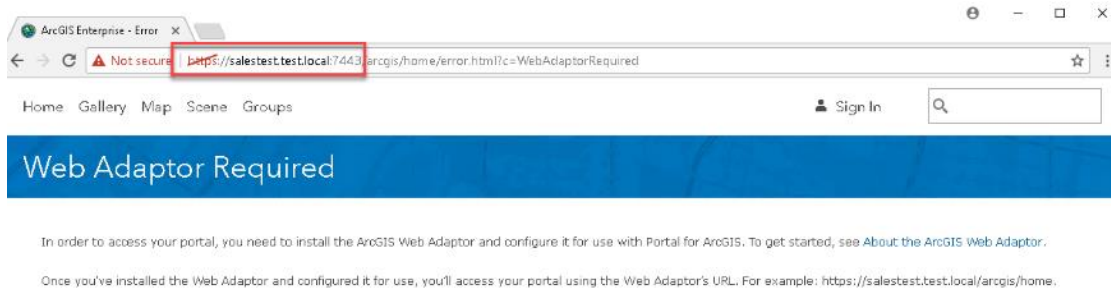 ArcGIS Enterprise - Error
Not secure | https://salestest.test.local:7443/arcgis/home/error.html?c=WebAdaptorRequired
Home Gallery Map Scene Groups Sign In
Web Adaptor Required
In order to access your portal, you need to install the ArcGIS Web Adaptor and configure it for use with Portal for ArcGIS. To get started, see About the ArcGIS Web Adaptor.
Once you've installed the Web Adaptor and configured it for use, you'll access your portal using the Web Adaptor's URL. For example: https://salestest.test.local/arcgis/home.